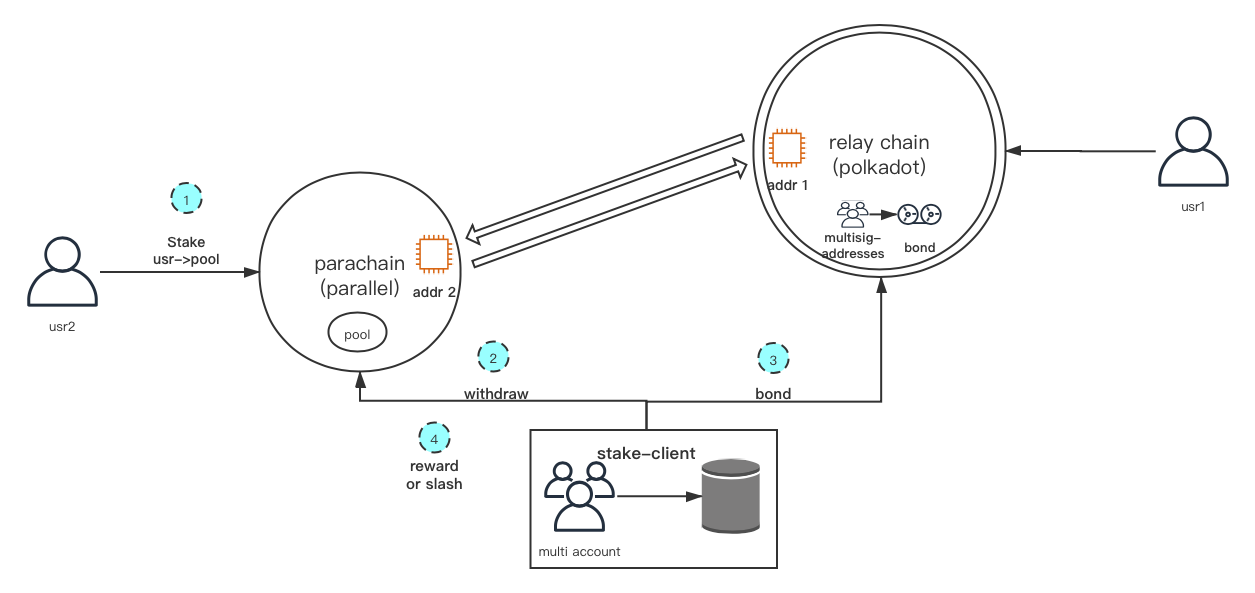 1
Stake
usr->pool
usr2
parachain
(parallel)
addr 2
pool
relay chain
(polkadot)
addr 1
multisig-
addresses
bond
usr1
2
withdraw
3
bond
4
reward
or slash
stake-client
multi account